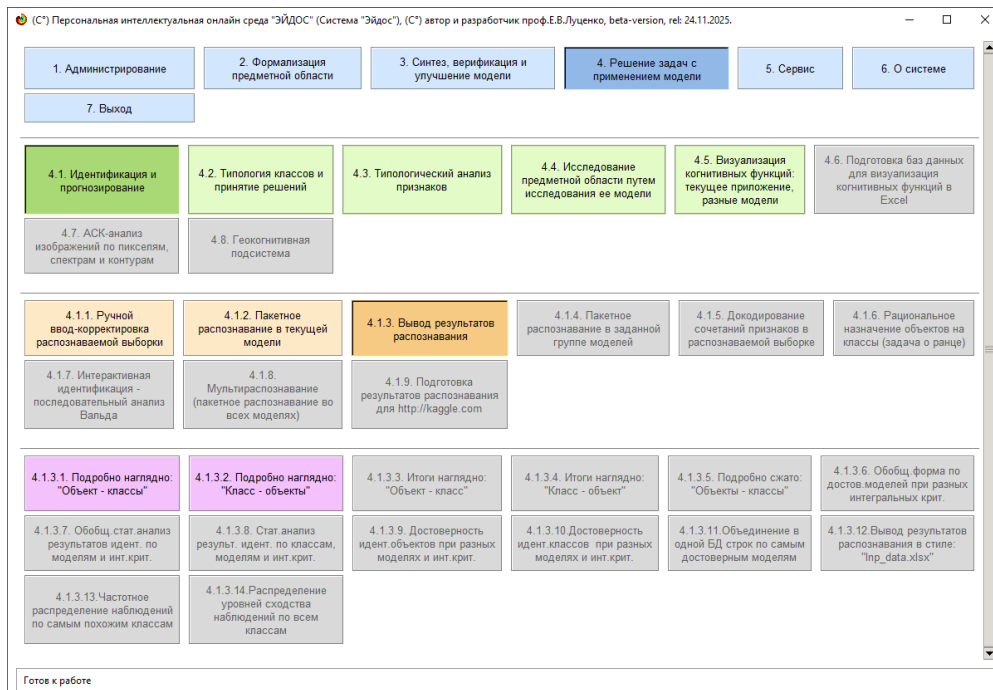 (C°) Персональная интеллектуальная онлайн среда "ЭЙДОС" (Система "Эйдос"), (C°) автор и разработчик проф.Е.В.Луценко, beta-version, rel: 24.11.2025.
1. Администрирование
2. Формализация
предметной области
3. Синтез, верификация и
улучшение модели
4. Решение задач с
применением модели
5. Сервис
6. О системе
7. Выход
4.1. Идентификация и
прогнозирование
4.2. Типология классов и
принятие решений
4.3. Типологический анализ
признаков
4.4. Исследование
предметной области путем
исследования ее модели
4.5. Визуализация
когнитивных функций:
текущее приложение,
разные модели
4.6. Подготовка баз данных
для визуализации
когнитивных функций в
Excel
4.7. АСК-анализ
изображений по пикселям,
спектрам и контурам
4.8. Геокогнитивная
подсистема
4.1.1. Ручной
ввод-корректировка
распознаваемой выборки
4.1.2. Пакетное
распознавание в текущей
модели
4.1.3. Вывод результатов
распознавания
4.1.4. Пакетное
распознавание в заданной
группе моделей
4.1.5. Докодирование
сочетаний признаков в
распознаваемой выборке
4.1.6. Рациональное
назначение объектов на
классы (задача о ранце)
4.1.7. Интерактивная
идентификация -
последовательный анализ
Вальда
4.1.8.
Мультираспознавание
(пакетное распознавание во
всех моделях)
4.1.9. Подготовка
результатов распознавания
для http://kaggle.com
4.1.3.1. Подробно наглядно:
"Объект - классы"
4.1.3.2. Подробно наглядно:
"Класс - объекты"
4.1.3.3. Итоги наглядно:
"Объект - класс"
4.1.3.4. Итоги наглядно:
"Класс - объект"
4.1.3.5. Подробно сжато:
"Объекты - классы"
4.1.3.6. Обобщ.форма по
достов.моделей при разных
интегральных крит.
4.1.3.7. Обобщ.стат.анализ
результатов идент. по
моделям и инт.крит.
4.1.3.8. Стат.анализ
результ. идент. по классам,
моделям и инт.крит.
4.1.3.9. Достоверность
идент.объектов при разных
моделях и инт.крит.
4.1.3.10.Достоверность
идент.классов при разных
моделях и инт.крит.
4.1.3.11.Объединение в
одной БД строк по самым
достоверным моделям
4.1.3.12.Вывод результатов
распознавания в стиле:
"Inp_data.xlsx"
4.1.3.13.Частотное
распределение наблюдений
по самым похожим классам
4.1.3.14.Распределение
уровней сходства
наблюдений по всем
классам
Готов к работе